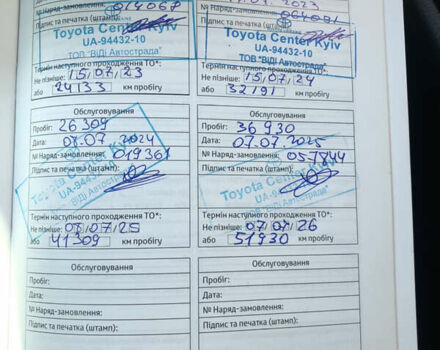 014068
Підпис та печатка (штамп):
Toyota Center Kyiv
UA-94432-10
ТОВ "ВіДі Автострада"
Термін наступного проходження ТО*:
Не пізніше: 15/07/23
або 24133 км пробігу
2023
№ Наряд-замовлення: 064091
Підпис та печатка (штамп):
Toyota Center Kyiv
UA-94432-10
ТОВ "ВіДі Автострада"
Термін наступного проходження ТО*:
Не пізніше: 15/07/24
або 32191 км пробігу
Обслуговування
Пробіг: 26309
Дата: 08.07.2024
№ Наряд-замовлення: 019361
Підпис та печатка (штамп):
Toyota Center Kyiv
UA-94432-10
ВіДі Автострада"
Термін наступного проходження ТО*:
Не пізніше: 08/07/25
або 41309 км пробігу
Обслуговування
Пробіг: 36930
Дата: 07.07.2025
№ Наряд-замовлення: 057844
Підпис та печатка (штамп):
Toyota Center Kyiv
UA-94432-10
ВіДі Автострада"
Термін наступного проходження ТО*:
Не пізніше: 07/07/26
або 51930 км пробігу
Обслуговування
Пробіг:
Дата:
№ Наряд-замовлення:
Підпис та печатка (штамп):
Обслуговування
Пробіг:
Дата:
№ Наряд-замовлення:
Підпис та печатка (штамп):